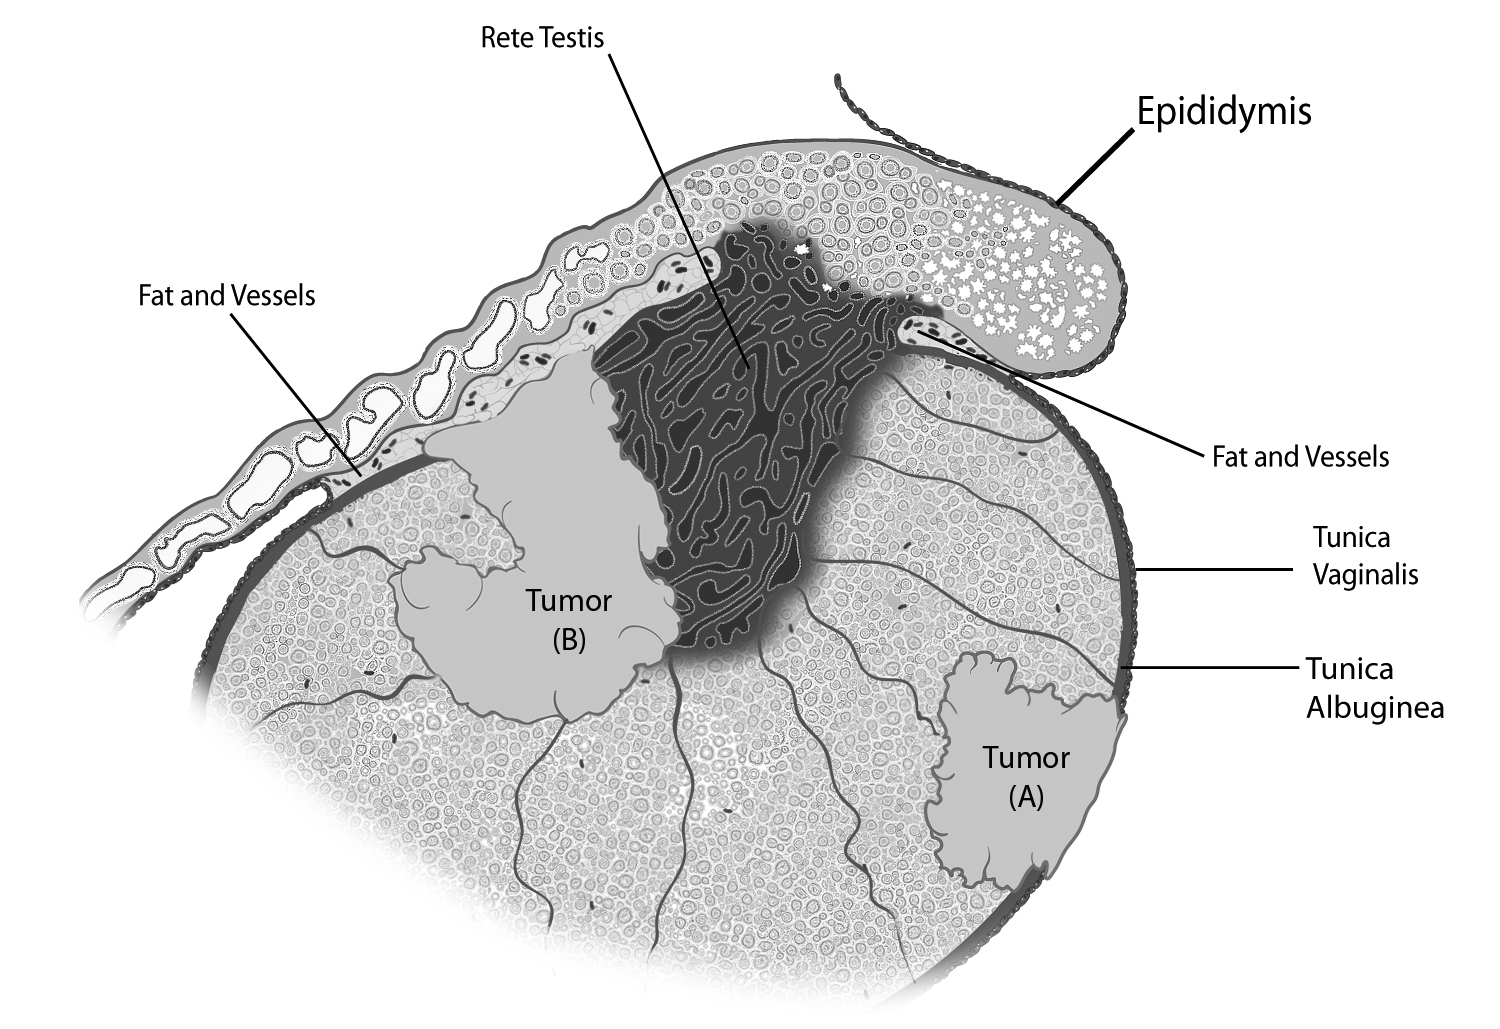 Rete Testis
Epididymis
Fat and Vessels
Fat and Vessels
Tunica
Vaginalis
Tumor
(B)
Tunica
Albuginea
Tumor
(A)